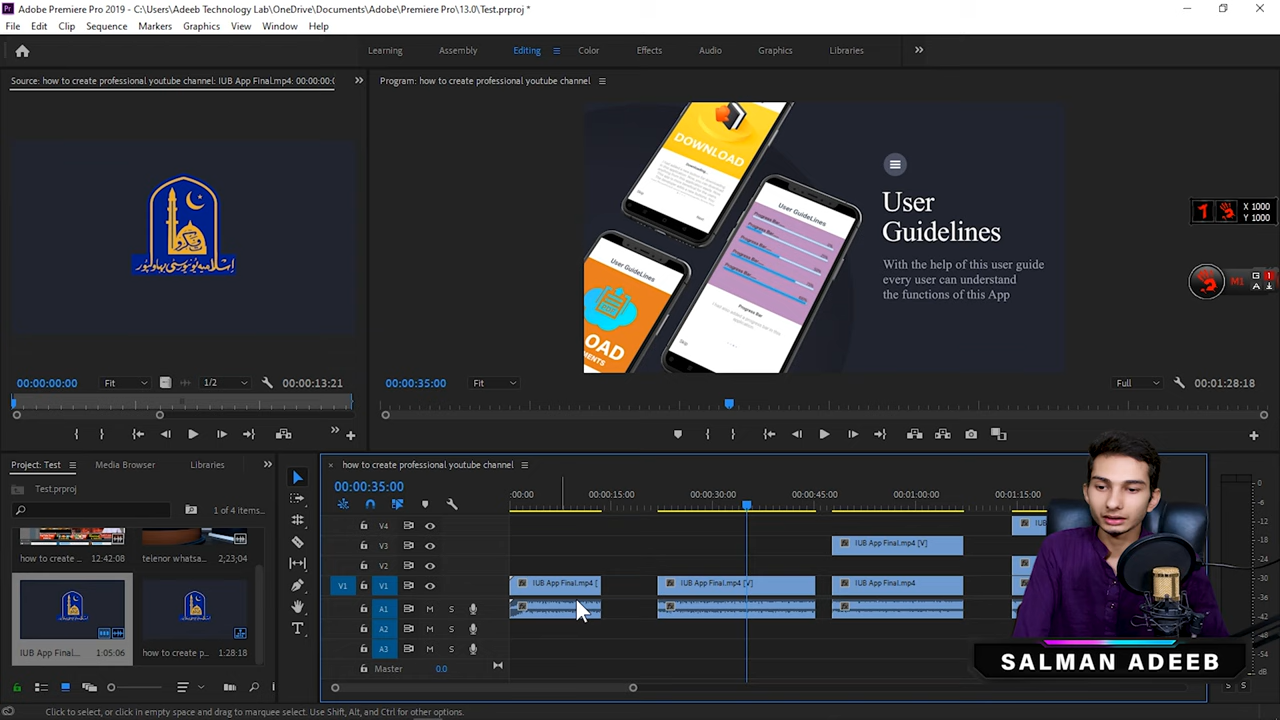 Adobe Premiere Pro 2019 - C:\Users\Adeeb Technology Lab\OneDrive\Documents\Adobe\Premiere Pro\13.0\Test.prproj *
File Edit Clip Sequence Markers Graphics View Window Help
Learning Assembly Editing Color Effects Audio Graphics Libraries
Source: how to create professional youtube channel: IUB App Final.mp4: 00:00:00:0
Program: how to create professional youtube channel
DOWNLOAD
User GuideLines
Progress Bar
User GuideLines
User
Guidelines
With the help of this user guide
every user can understand
the functions of this App
X 1000
Y 1000
M1 G 1
A
00:00:00:00 Fit 1/2 00:00:13:21
00:00:35:00 Fit Full 00:01:28:18
Project: Test Media Browser Libraries
Test.prproj
1 of 4 items...
how to create ... 12:42:08
telenor whatsa... 2;23;04
IUB App Final.... 1:05:06
how to create p... 1:28:18
how to create professional youtube channel
00:00:35:00
:00:00 00:00:15:00 00:00:30:00 00:00:45:00 00:01:00:00 00:01:15:00
V4
V3
V2
V1 V1
A1 M S
A2 M S
A3 M S
Master 0.0
IUB App Final.mp4 [V]
IUB App Final.mp4 [
IUB App Final.mp4 [V]
IUB App Final.mp4
SALMAN ADEEB
S S
Click to select, or click in empty space and drag to marquee select. Use Shift, Alt, and Ctrl for other options.